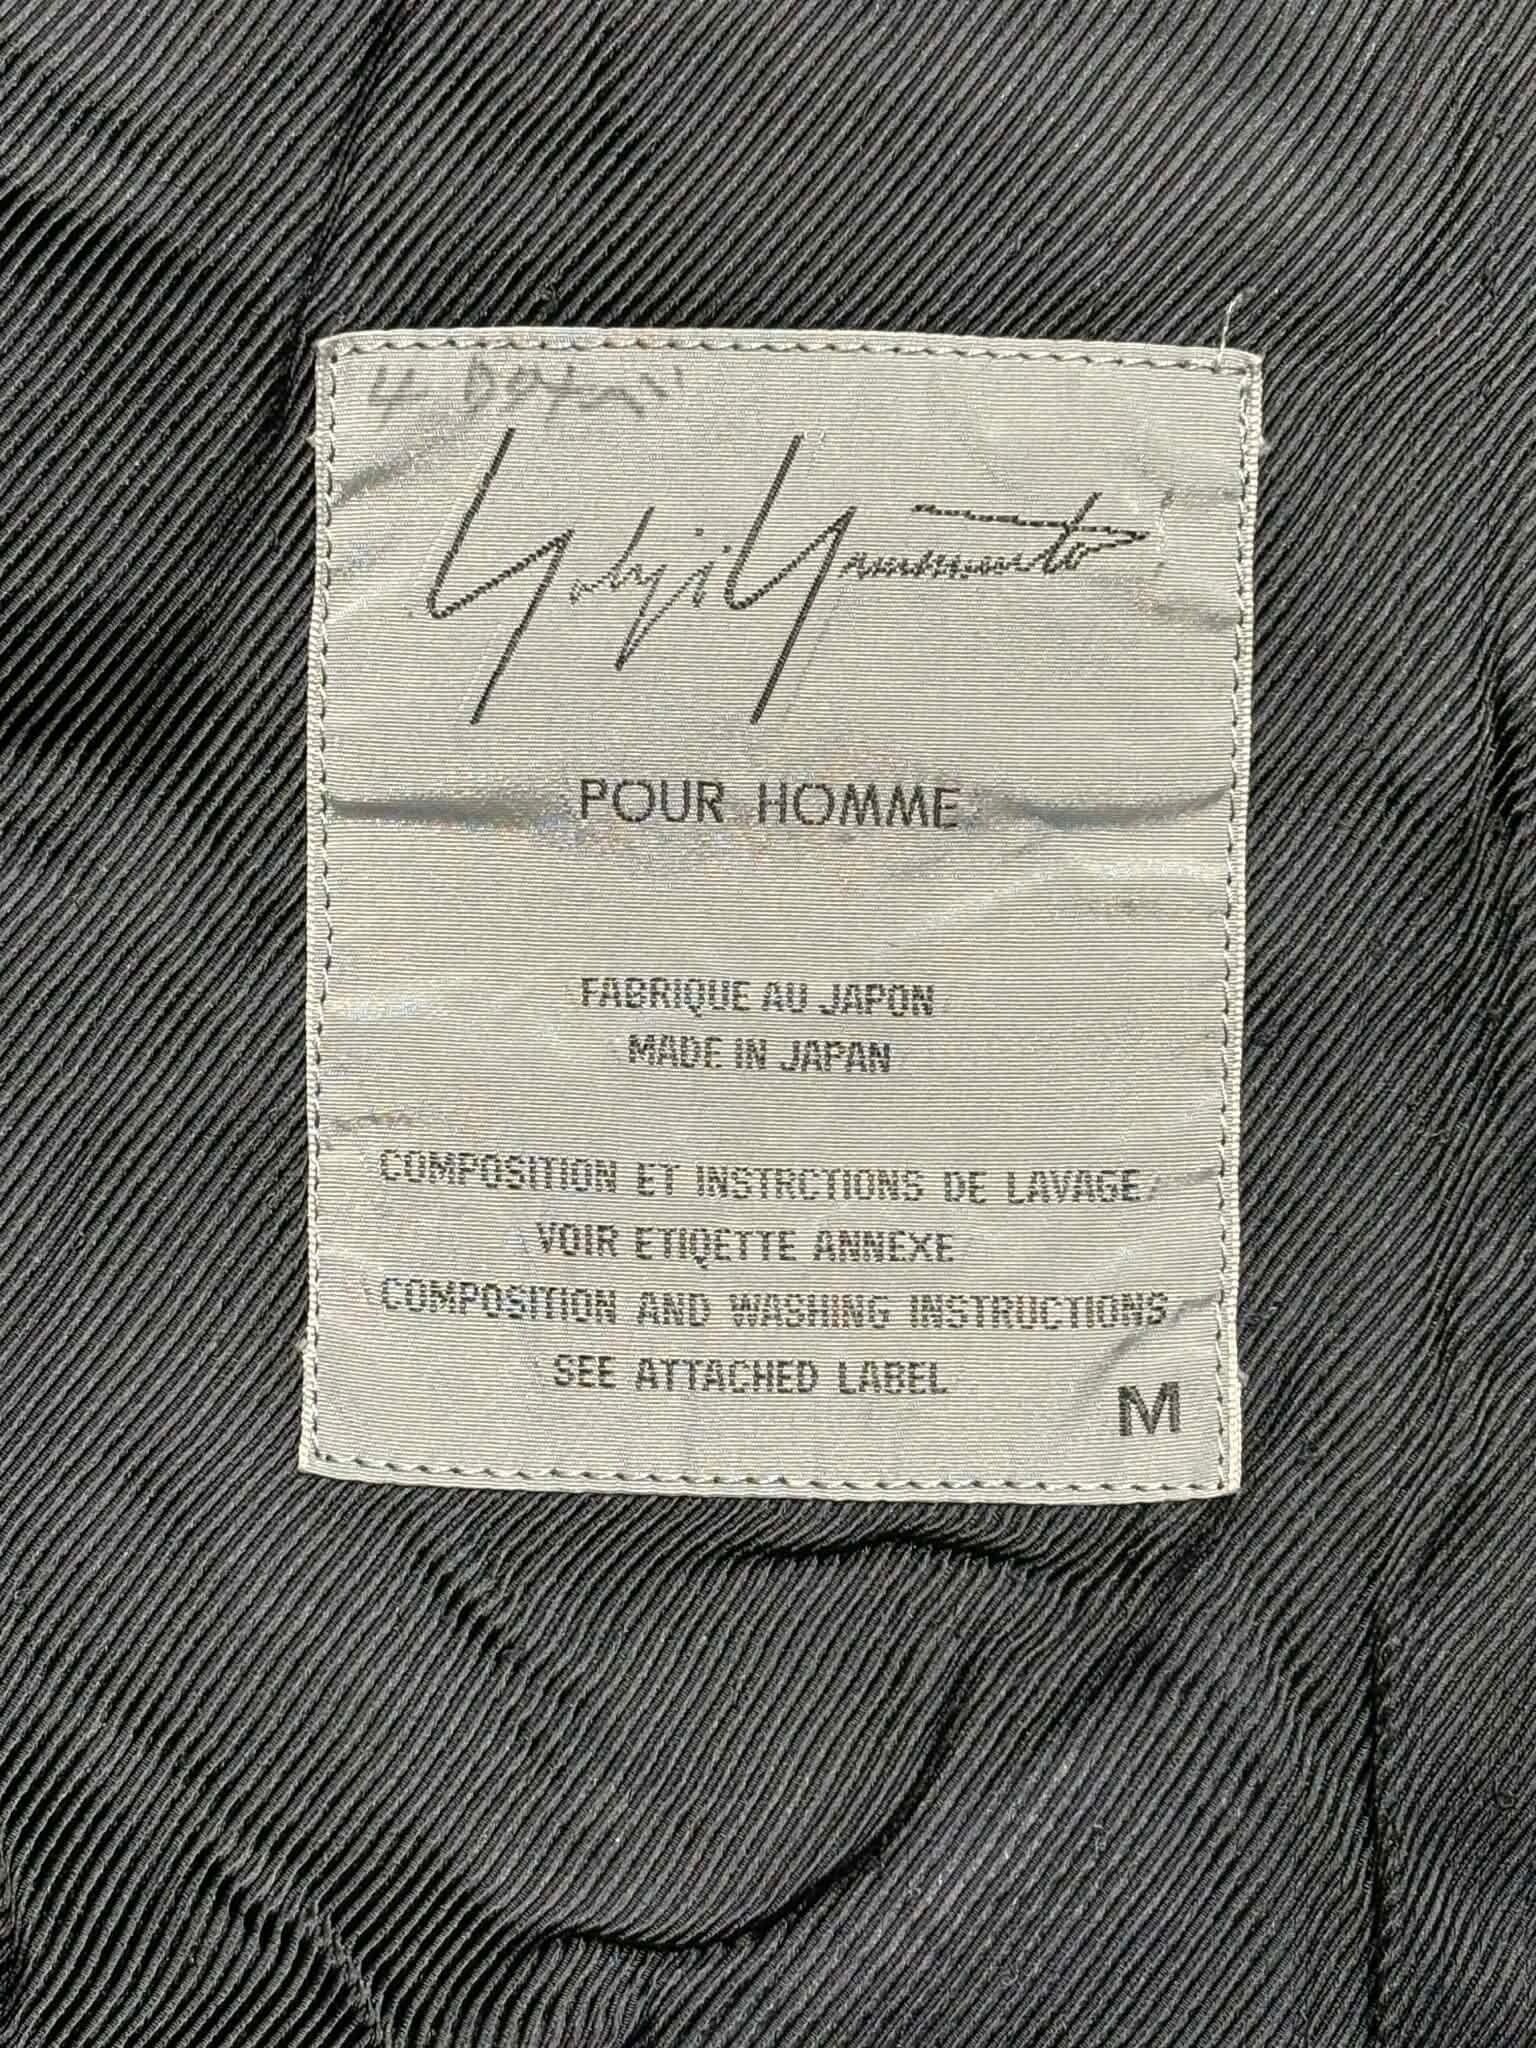 Yohji Yamamoto
POUR HOMME
FABRIQUE AU JAPON
MADE IN JAPAN
COMPOSITION ET INSTRCTIONS DE LAVAGE
VOIR ETIQETTE ANNEXE
COMPOSITION AND WASHING INSTRUCTIONS
SEE ATTACHED LABEL
M